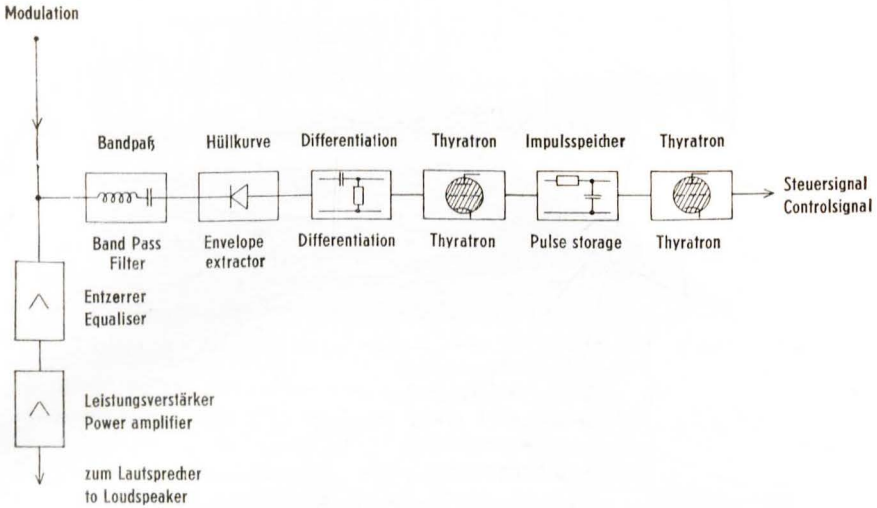 Modulation
Bandpaß
Hüllkurve
Differentiation
Thyratron
Impulsspeicher
Thyratron
Steuersignal
Controlsignal
Band Pass
Filter
Envelope
extractor
Differentiation
Thyratron
Pulse storage
Thyratron
Entzerrer
Equaliser
Leistungsverstärker
Power amplifier
zum Lautsprecher
to Loudspeaker